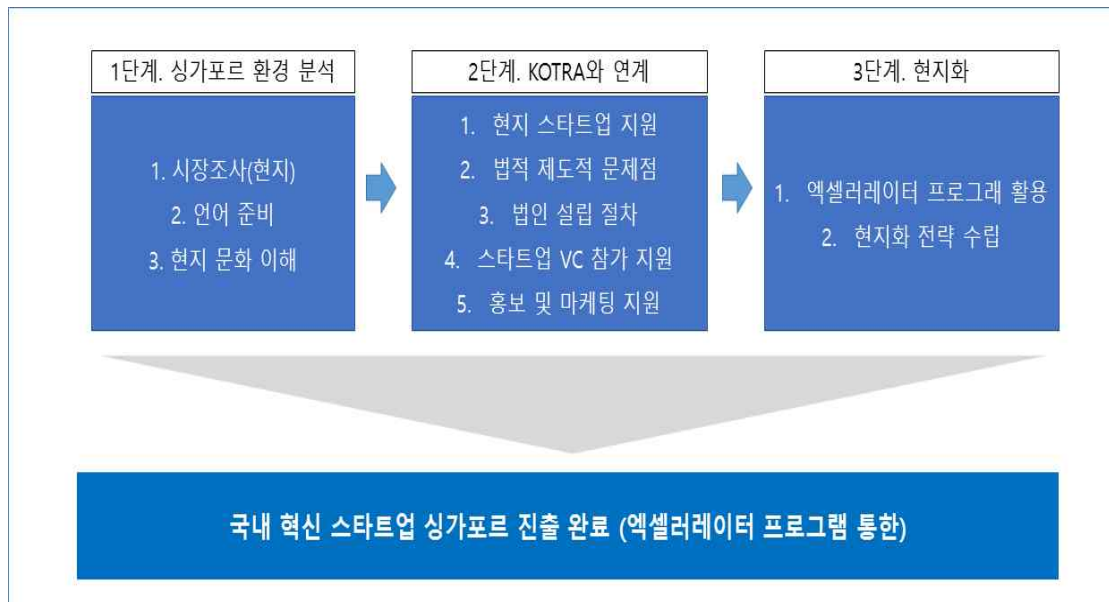 1단계. 싱가포르 환경 분석
1. 시장조사(현지)
2. 언어 준비
3. 현지 문화 이해
2단계. KOTRA와 연계
1. 현지 스타트업 지원
2. 법적 제도적 문제점
3. 법인 설립 절차
4. 스타트업 VC 참가 지원
5. 홍보 및 마케팅 지원
3단계. 현지화
1. 엑셀러레이터 프로그래 활용
2. 현지화 전략 수립
국내 혁신 스타트업 싱가포르 진출 완료 (엑셀러레이터 프로그램 통한)